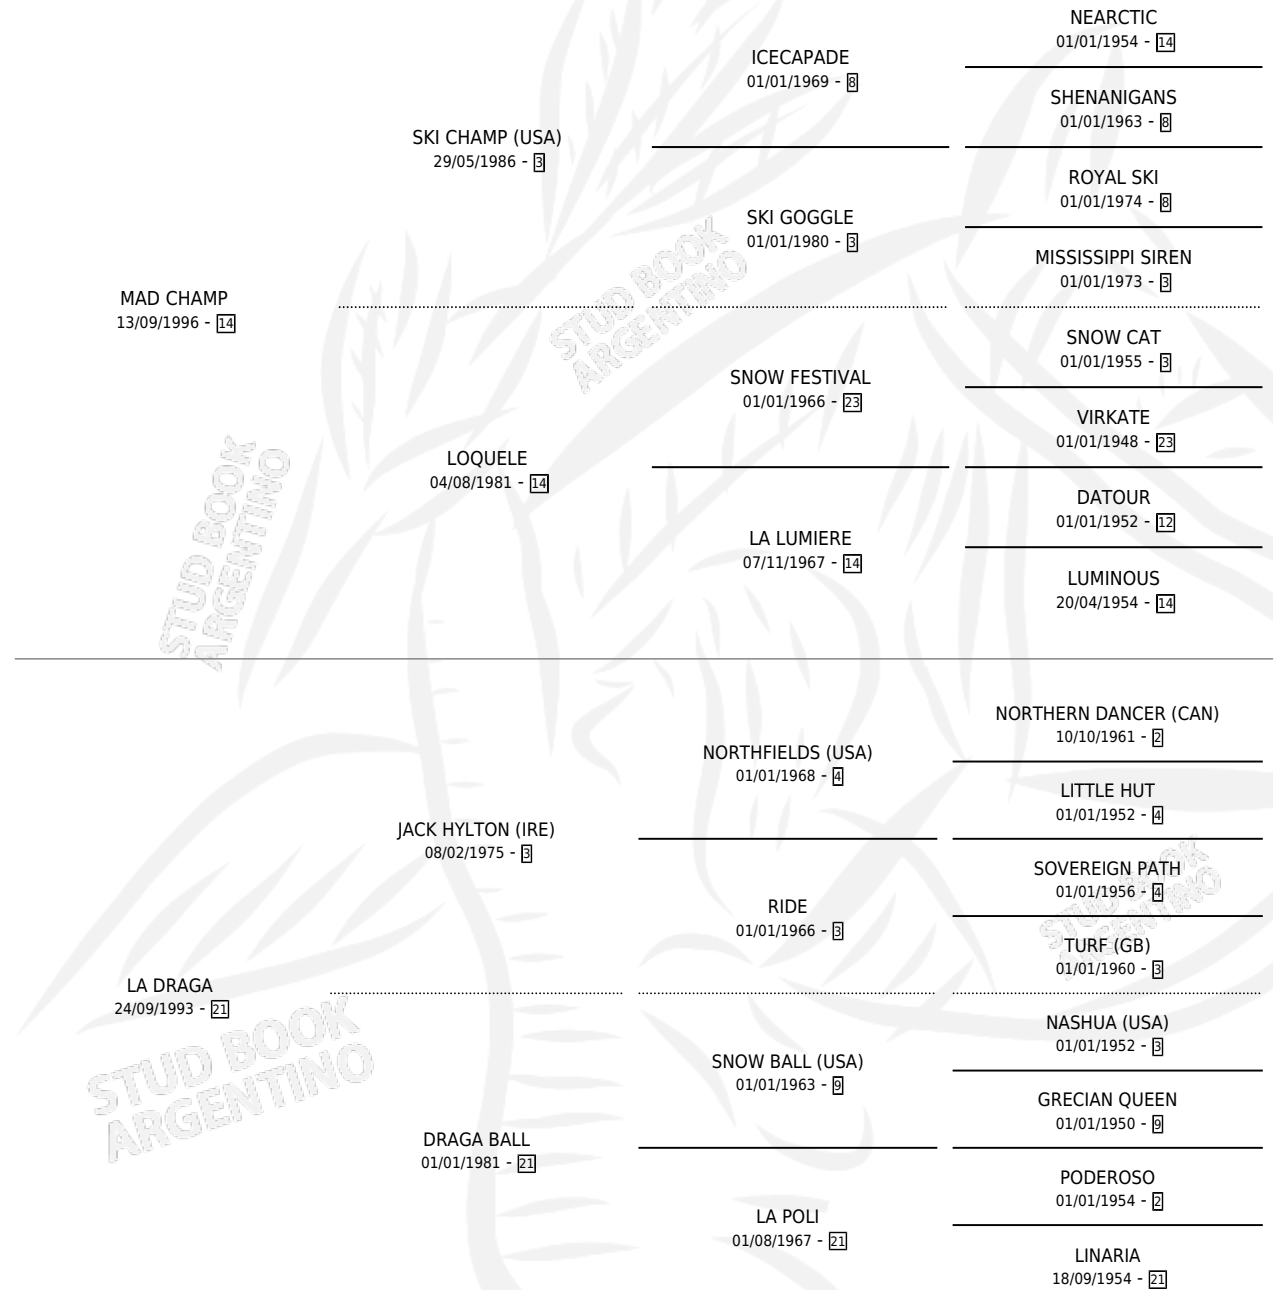 NEARCTIC
01/01/1954 - 14
ICECAPADE
01/01/1969 - 8
SHENANIGANS
01/01/1963 - 8
SKI CHAMP (USA)
29/05/1986 - 3
ROYAL SKI
01/01/1974 - 8
SKI GOGGLE
01/01/1980 - 3
MISSISSIPPI SIREN
01/01/1973 - 3
MAD CHAMP
13/09/1996 - 14
STUD BOOK
ARGENTINO
SNOW CAT
01/01/1955 - 3
SNOW FESTIVAL
01/01/1966 - 23
VIRKATE
01/01/1948 - 23
LOQUELE
04/08/1981 - 14
DATOUR
01/01/1952 - 12
LA LUMIERE
07/11/1967 - 14
LUMINOUS
20/04/1954 - 14
STUD BOOK
ARGENTINO
NORTHERN DANCER (CAN)
10/10/1961 - 2
NORTHFIELDS (USA)
01/01/1968 - 4
LITTLE HUT
01/01/1952 - 4
JACK HYLTON (IRE)
08/02/1975 - 3
SOVEREIGN PATH
01/01/1956 - 4
RIDE
01/01/1966 - 3
TURF (GB)
01/01/1960 - 3
STUD BOOK
ARGENTINO
LA DRAGA
24/09/1993 - 21
NASHUA (USA)
01/01/1952 - 3
SNOW BALL (USA)
01/01/1963 - 9
GRECIAN QUEEN
01/01/1950 - 9
STUD BOOK
ARGENTINO
DRAGA BALL
01/01/1981 - 21
PODEROSO
01/01/1954 - 2
LA POLI
01/08/1967 - 21
LINARIA
18/09/1954 - 21